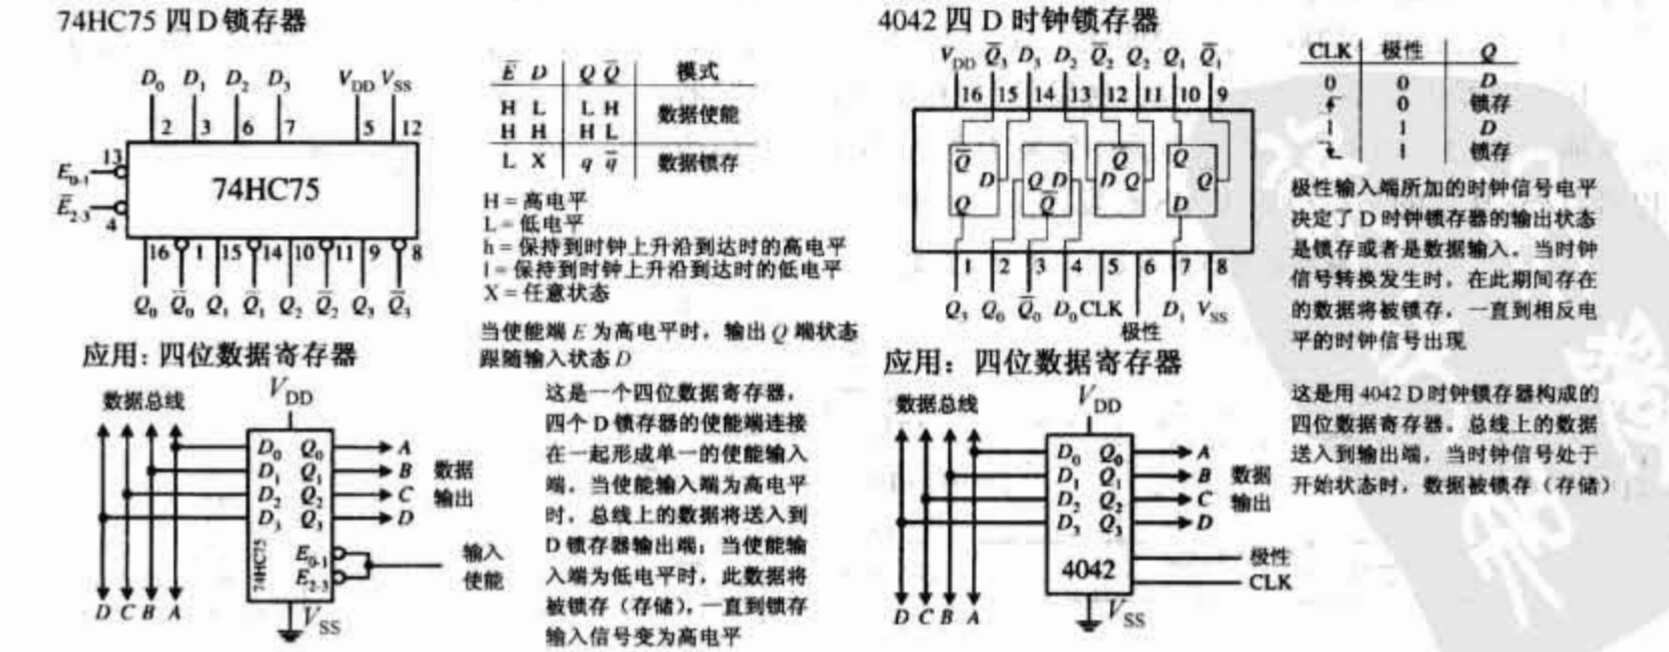 74HC75 四 D 锁存器
D₀ D₁ D₂ D₃ V_DD V_SS
2 3 6 7 5 12
13
E₀₋₁
74HC75
E̅₂₋₃
4
16 1 15 14 10 11 9 8
Q₀ Q̅₀ Q₁ Q̅₁ Q₂ Q̅₂ Q₃ Q̅₃
E̅ D Q Q̅ 模式
H L L H 数据使能
H H H L
L X q q̅ 数据锁存
H = 高电平
L = 低电平
h = 保持到时钟上升沿到达时的高电平
l = 保持到时钟上升沿到达时的低电平
X = 任意状态
当使能端 E 为高电平时，输出 Q 端状态
跟随输入状态 D
应用: 四位数据寄存器
数据总线
V_DD
D₀ Q₀ A
D₁ Q₁ B 数据
D₂ Q₂ C 输出
D₃ Q₃ D
74HC75
E₀₋₁ 输入
E₂₋₃ 使能
D C B A
V_SS
这是一个四位数据寄存器，
四个 D 锁存器的使能端连接
在一起形成单一的使能输入
端。当使能输入端为高电平
时，总线上的数据将送入到
D 锁存器输出端；当使能输
入端为低电平时，此数据将
被锁存（存储），一直到锁存
输入信号变为高电平
4042 四 D 时钟锁存器
V_DD Q̅₃ D₃ D₂ Q̅₂ Q₂ Q₁ Q̅₁
16 15 14 13 12 11 10 9
Q̅ D Q
Q D Q̅
Q̅ D Q
Q Q D
1 2 3 4 5 6 7 8
Q₃ Q₀ Q̅₀ D₀ CLK D₁ V_SS
极性
CLK 极性 Q
0 0 D
0 锁存
1 1 D
1 锁存
极性输入端所加的时钟信号电平
决定了 D 时钟锁存器的输出状态
是锁存或者是数据输入。当时钟
信号转换发生时，在此期间存在
的数据将被锁存，一直到相反电
平的时钟信号出现
应用: 四位数据寄存器
数据总线
V_DD
D₀ Q₀ A
D₁ Q₁ B 数据
D₂ Q₂ C 输出
D₃ Q₃ D
4042 极性
CLK
D C B A
V_SS
这是用 4042 D 时钟锁存器构成的
四位数据寄存器。总线上的数据
送入到输出端，当时钟信号处于
开始状态时，数据被锁存（存储）